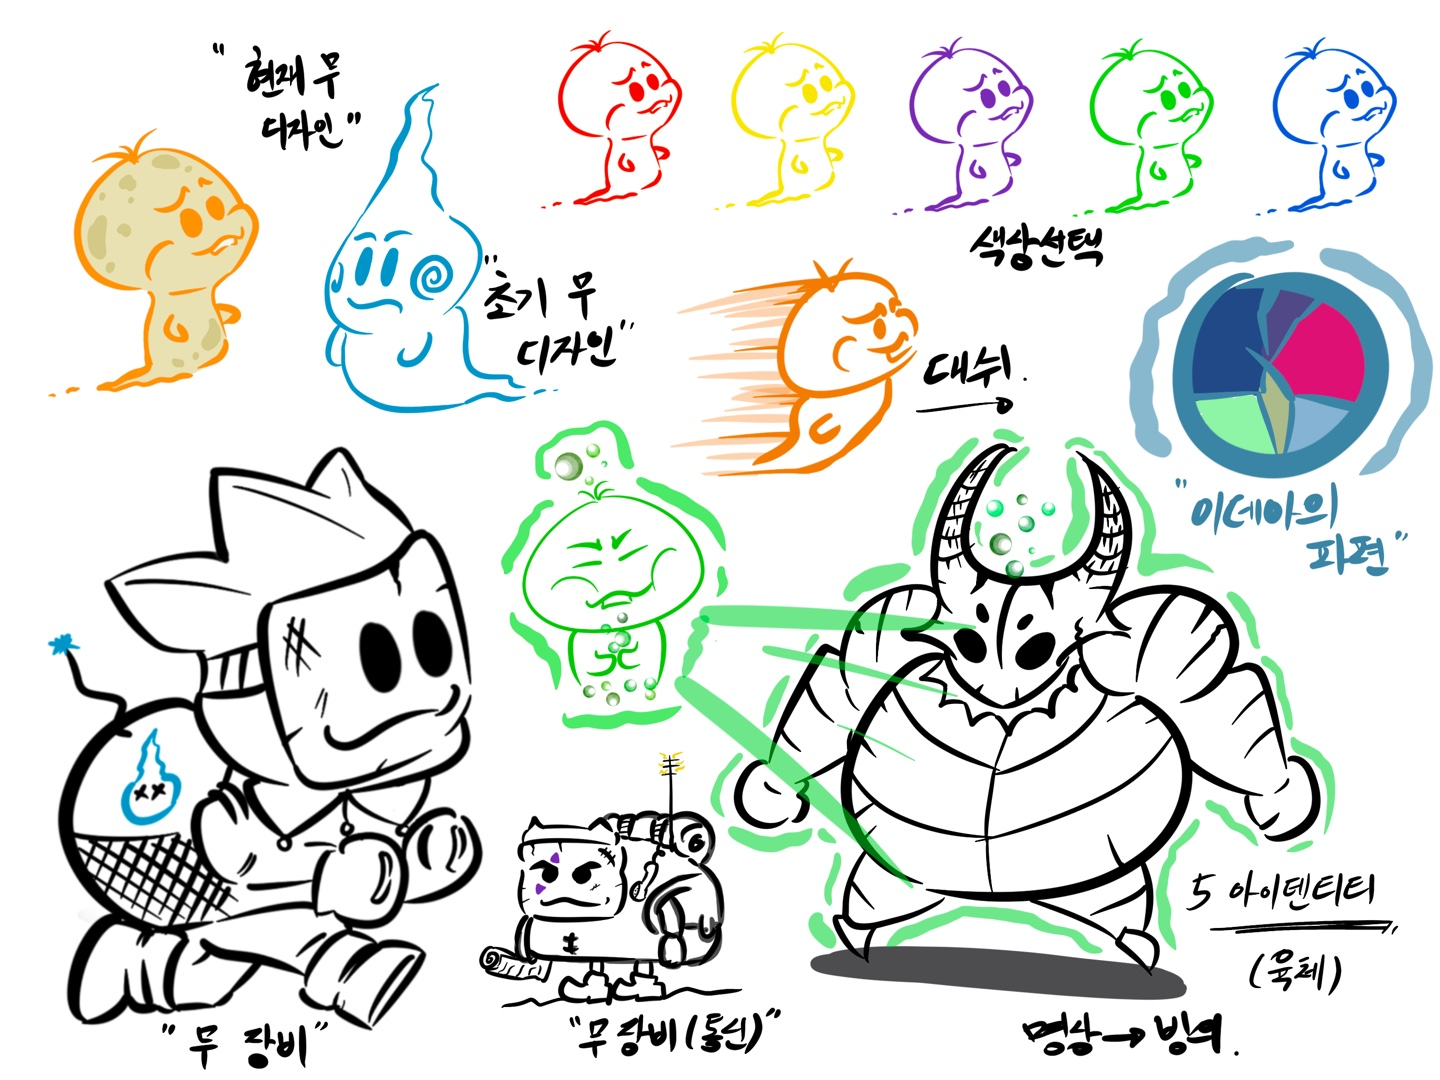 "현재 무
디자인"
"초기 무
디자인"
색상선택
대쉬.
"이데아의
파편"
"무 장비"
"무 장비(통신)"
5 아이덴티티
(육체)
명상→빙의.